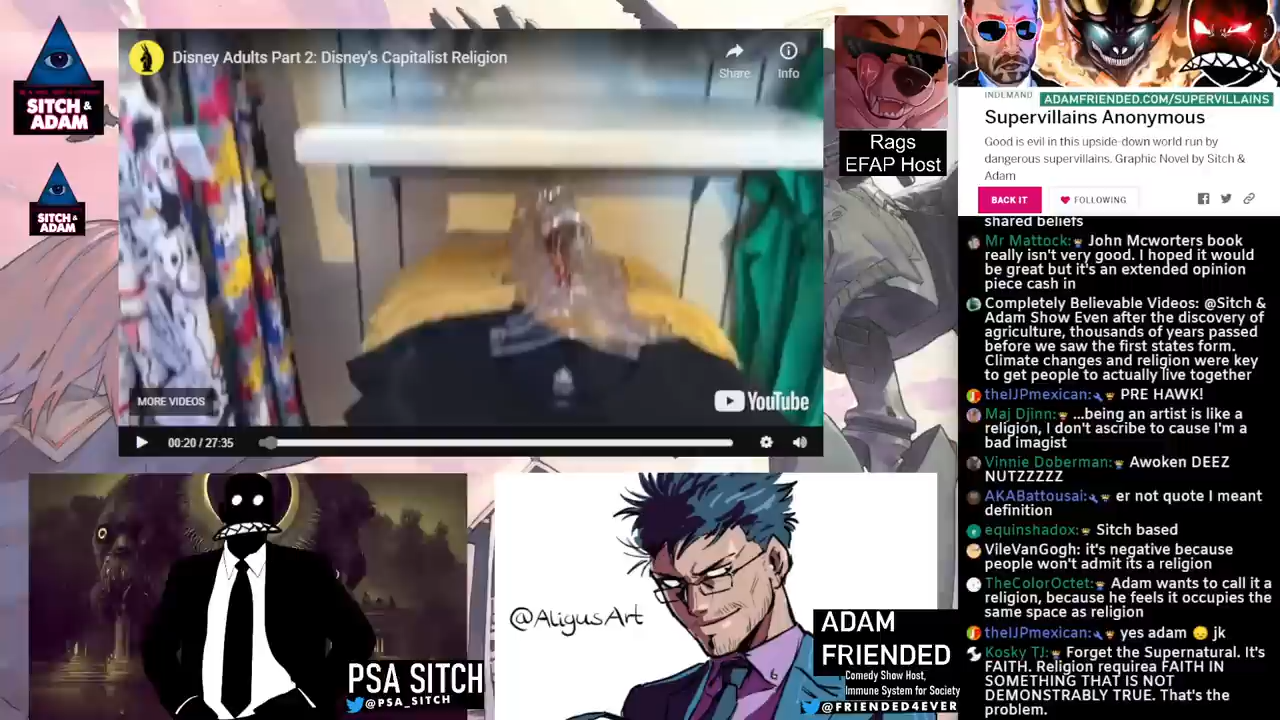 SITCH &
ADAM
SITCH &
ADAM
Disney Adults Part 2: Disney's Capitalist Religion
Share
Info
MORE VIDEOS
YouTube
00:20 / 27:35
Rags
EFAP Host
INDEMAND
ADAMFRIENDED.COM/SUPERVILLAINS
Supervillains Anonymous
Good is evil in this upside-down world run by
dangerous supervillains. Graphic Novel by Sitch &
Adam
BACK IT
FOLLOWING
shared beliefs
Mr Mattock: John Mcworters book
really isn't very good. I hoped it would
be great but it's an extended opinion
piece cash in
Completely Believable Videos: @Sitch &
Adam Show Even after the discovery of
agriculture, thousands of years passed
before we saw the first states form.
Climate changes and religion were key
to get people to actually live together
theIJPmexican: PRE HAWK!
Maj Djinn: ...being an artist is like a
religion, I don't ascribe to cause I'm a
bad imagist
Vinnie Doberman: Awoken DEEZ
NUTZZZZZ
AKABattousai: er not quote I meant
definition
equinshadox: Sitch based
VileVanGogh: it's negative because
people won't admit its a religion
TheColorOctet: Adam wants to call it a
religion, because he feels it occupies the
same space as religion
theIJPmexican: yes adam 😔 jk
Kosky TJ: Forget the Supernatural. It's
FAITH. Religion requirea FAITH IN
SOMETHING THAT IS NOT
DEMONSTRABLY TRUE. That's the
problem.
PSA SITCH
@PSA_SITCH
@AligusArt
ADAM
FRIENDED
Comedy Show Host,
Immune System for Society
@FRIENDED4EVER